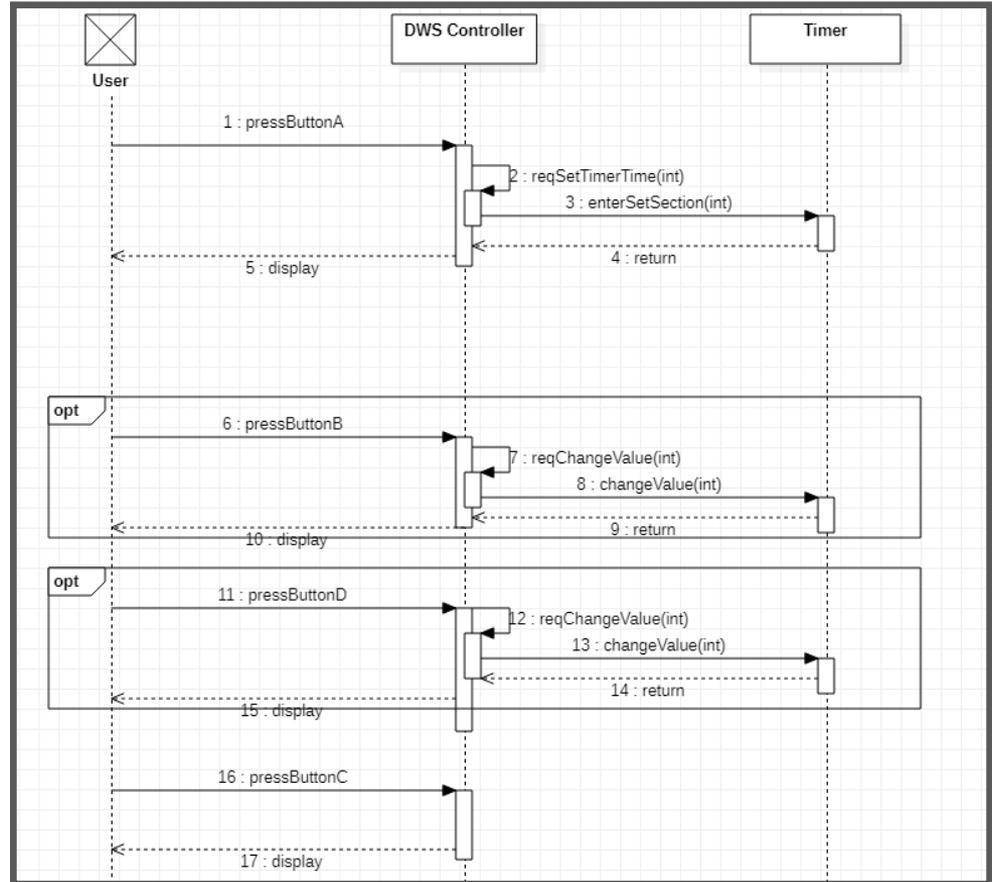 DWS Controller
Timer
User
1 : pressButtonA
2 : reqSetTimerTime(int)
3 : enterSetSection(int)
4 : return
5 : display
opt
6 : pressButtonB
7 : reqChangeValue(int)
8 : changeValue(int)
9 : return
10 : display
opt
11 : pressButtonD
12 : reqChangeValue(int)
13 : changeValue(int)
14 : return
15 : display
16 : pressButtonC
17 : display